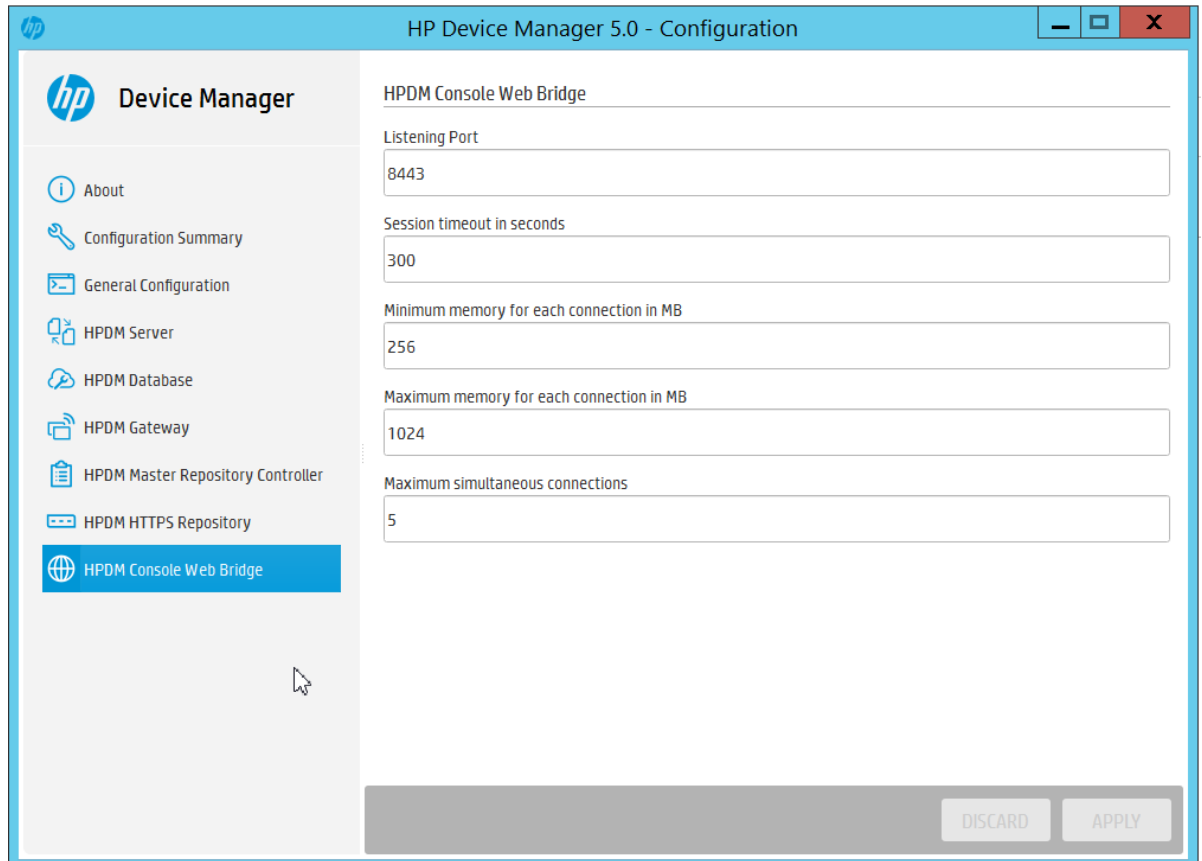 hp
HP Device Manager 5.0 - Configuration
X
hp
Device Manager
About
Configuration Summary
General Configuration
HPDM Server
HPDM Database
HPDM Gateway
HPDM Master Repository Controller
HPDM HTTPS Repository
HPDM Console Web Bridge
HPDM Console Web Bridge
Listening Port
8443
Session timeout in seconds
300
Minimum memory for each connection in MB
256
Maximum memory for each connection in MB
1024
Maximum simultaneous connections
5
DISCARD
APPLY